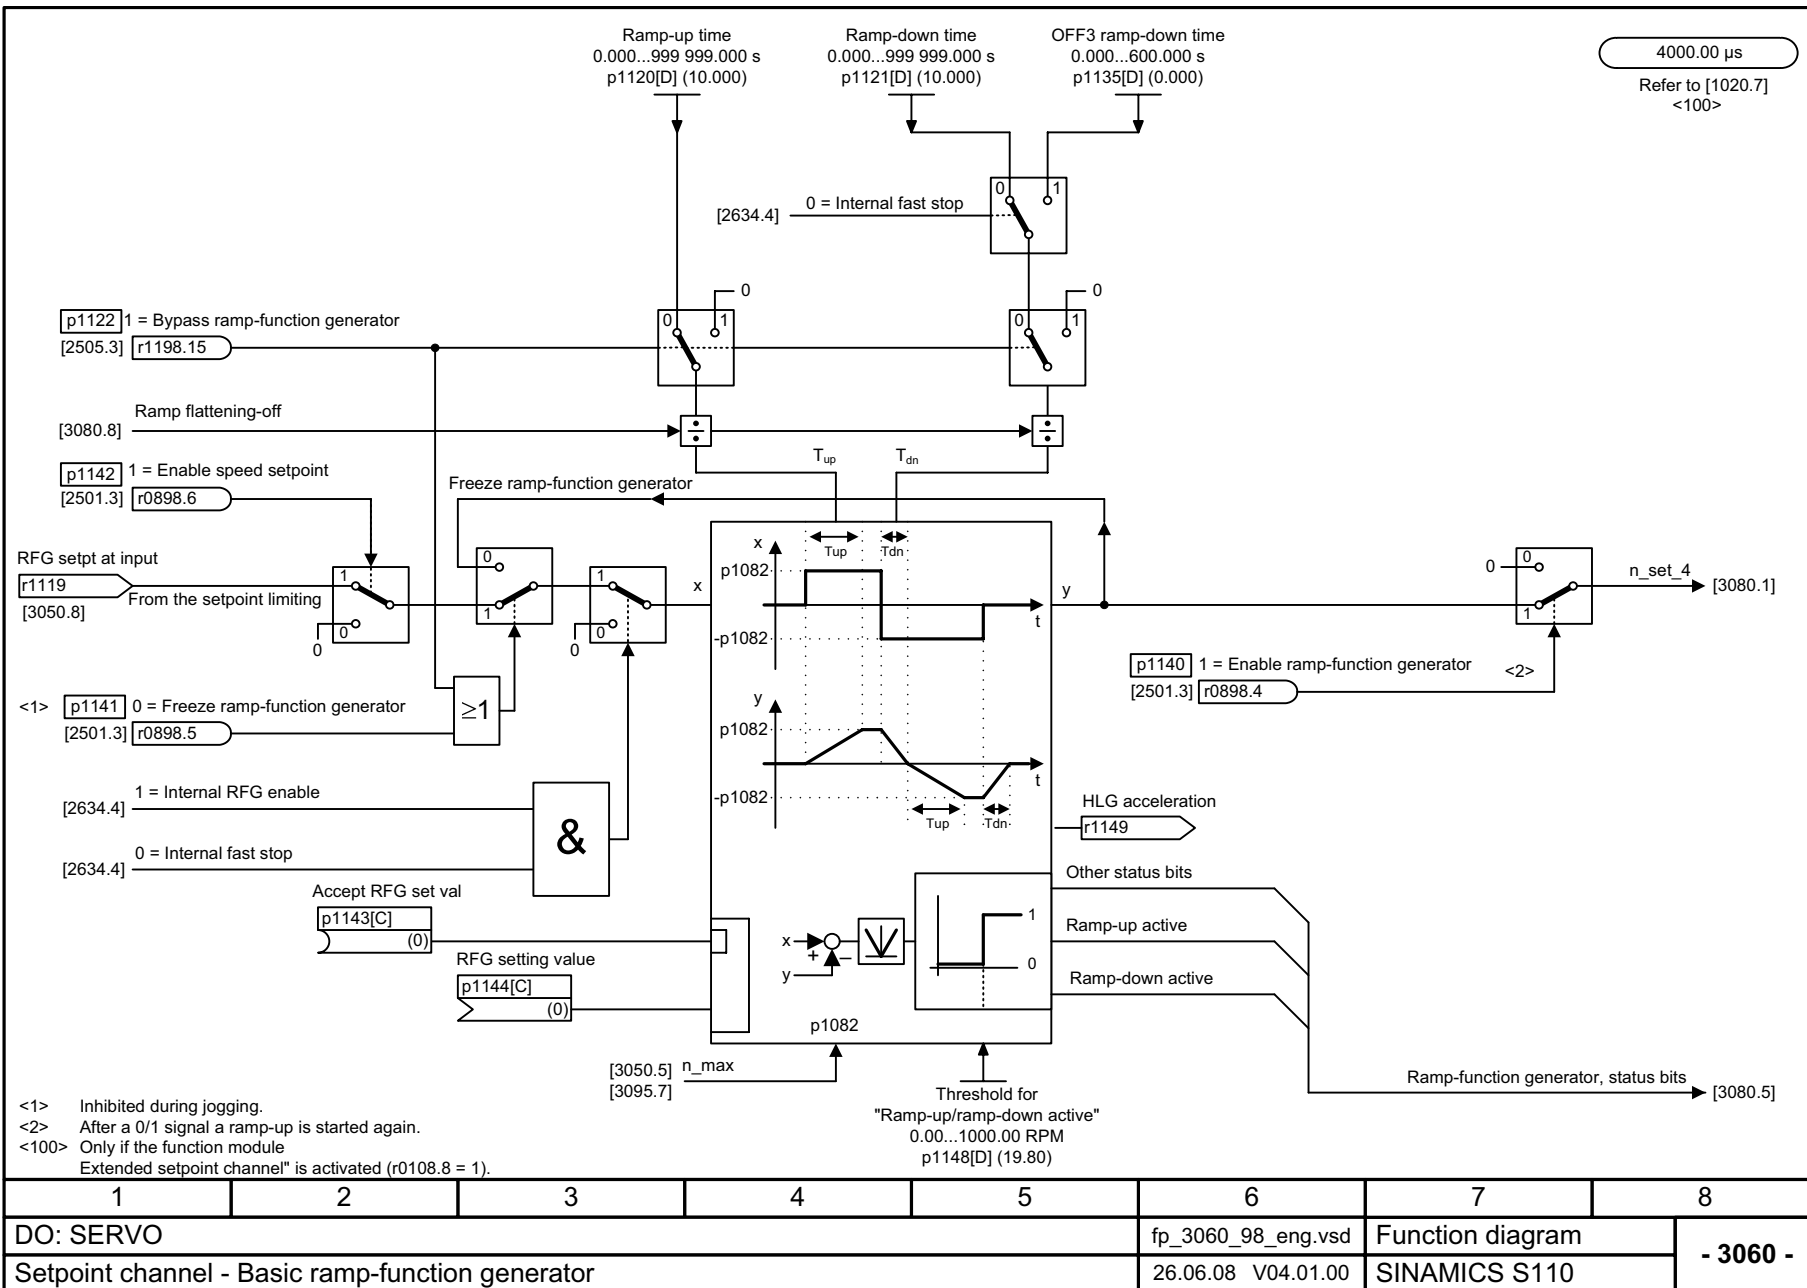 Ramp-up time
0.000...999 999.000 s
p1120[D] (10.000)
Ramp-down time
0.000...999 999.000 s
p1121[D] (10.000)
OFF3 ramp-down time
0.000...600.000 s
p1135[D] (0.000)
4000.00 µs
Refer to [1020.7]
<100>
0 1
[2634.4] 0 = Internal fast stop
0
0 1
0
0 1
p1122 1 = Bypass ramp-function generator
[2505.3] r1198.15
Ramp flattening-off
[3080.8]
÷
÷
p1142 1 = Enable speed setpoint
[2501.3] r0898.6
Tup
Tdn
Freeze ramp-function generator
RFG setpt at input
r1119
[3050.8]
From the setpoint limiting
1
0
0
0
1
1
0
0
x
x
Tup
Tdn
p1082
-p1082
t
y
p1082
-p1082
t
Tup
Tdn
y
0
0
1
n_set_4
[3080.1]
p1140 1 = Enable ramp-function generator
<2>
[2501.3] r0898.4
<1> p1141 0 = Freeze ramp-function generator
[2501.3] r0898.5
≥1
1 = Internal RFG enable
[2634.4]
0 = Internal fast stop
[2634.4]
&
HLG acceleration
r1149
Accept RFG set val
p1143[C]
(0)
RFG setting value
p1144[C]
(0)
x
+
–
y
1
0
Other status bits
Ramp-up active
Ramp-down active
p1082
[3050.5] n_max
[3095.7]
Threshold for
"Ramp-up/ramp-down active"
0.00...1000.00 RPM
p1148[D] (19.80)
Ramp-function generator, status bits
[3080.5]
<1> Inhibited during jogging.
<2> After a 0/1 signal a ramp-up is started again.
<100> Only if the function module
Extended setpoint channel" is activated (r0108.8 = 1).
1 2 3 4 5 6 7 8
DO: SERVO
fp_3060_98_eng.vsd
Function diagram
- 3060 -
Setpoint channel - Basic ramp-function generator
26.06.08 V04.01.00
SINAMICS S110